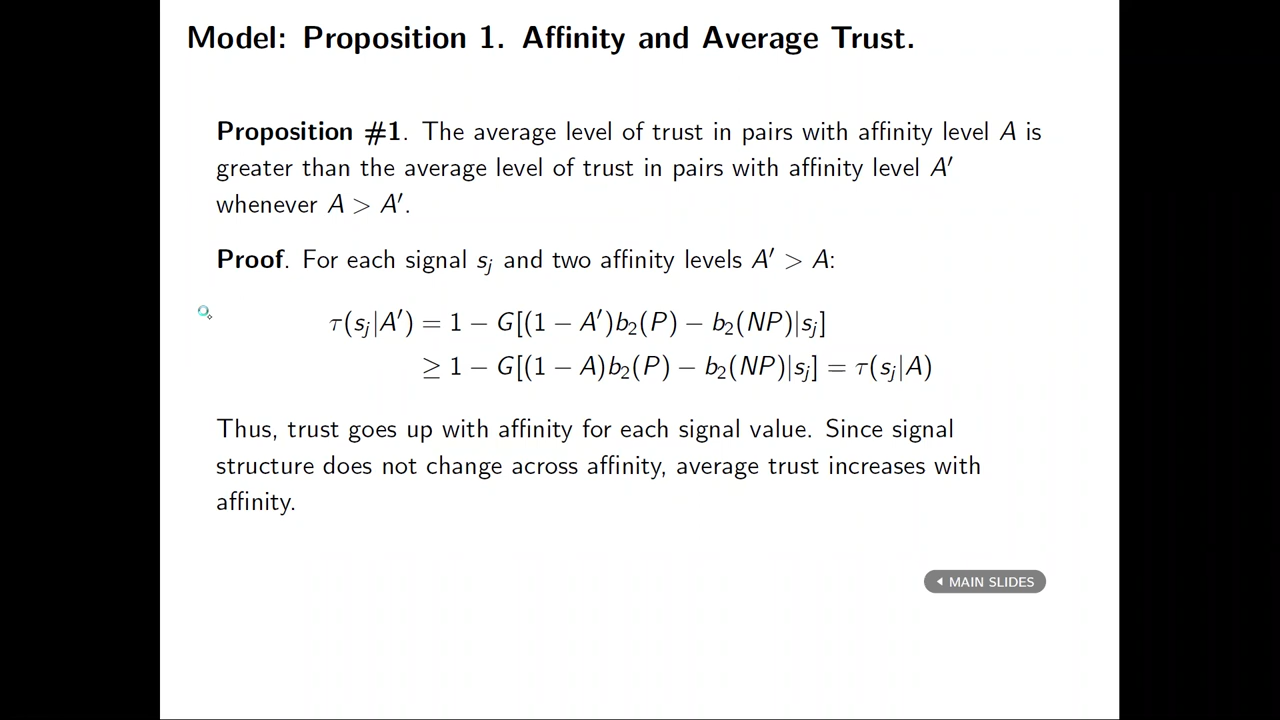 Model: Proposition 1. Affinity and Average Trust.
Proposition #1. The average level of trust in pairs with affinity level A is
greater than the average level of trust in pairs with affinity level A′
whenever A > A′.
Proof. For each signal s_j and two affinity levels A′ > A:
τ(s_j|A′) = 1 − G[(1 − A′)b₂(P) − b₂(NP)|s_j]
≥ 1 − G[(1 − A)b₂(P) − b₂(NP)|s_j] = τ(s_j|A)
Thus, trust goes up with affinity for each signal value. Since signal
structure does not change across affinity, average trust increases with
affinity.
MAIN SLIDES